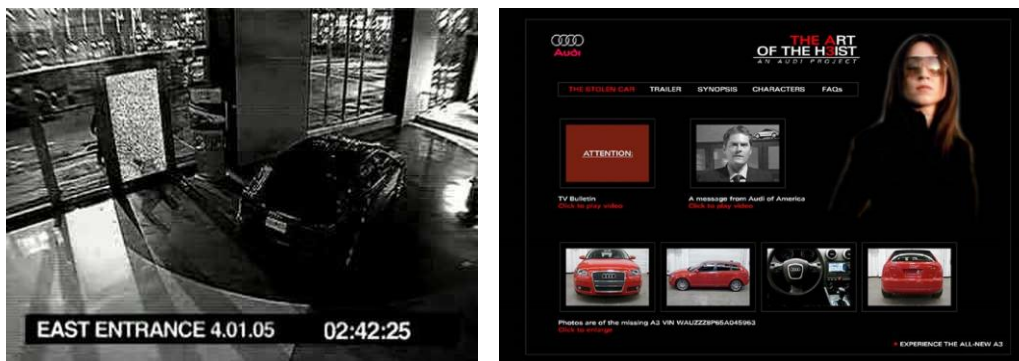 EAST ENTRANCE 4.01.05 02:42:25
Audi
THE ART
OF THE H3IST
AN AUDI PROJECT
THE STOLEN CAR TRAILER SYNOPSIS CHARACTERS FAQs
ATTENTION:
TV Bulletin
Click to play video
A message from Audi of America
Click to play video
Photos are of the missing A3 VIN WAUZZZ8P65A045963
Click to enlarge
EXPERIENCE THE ALL-NEW A3